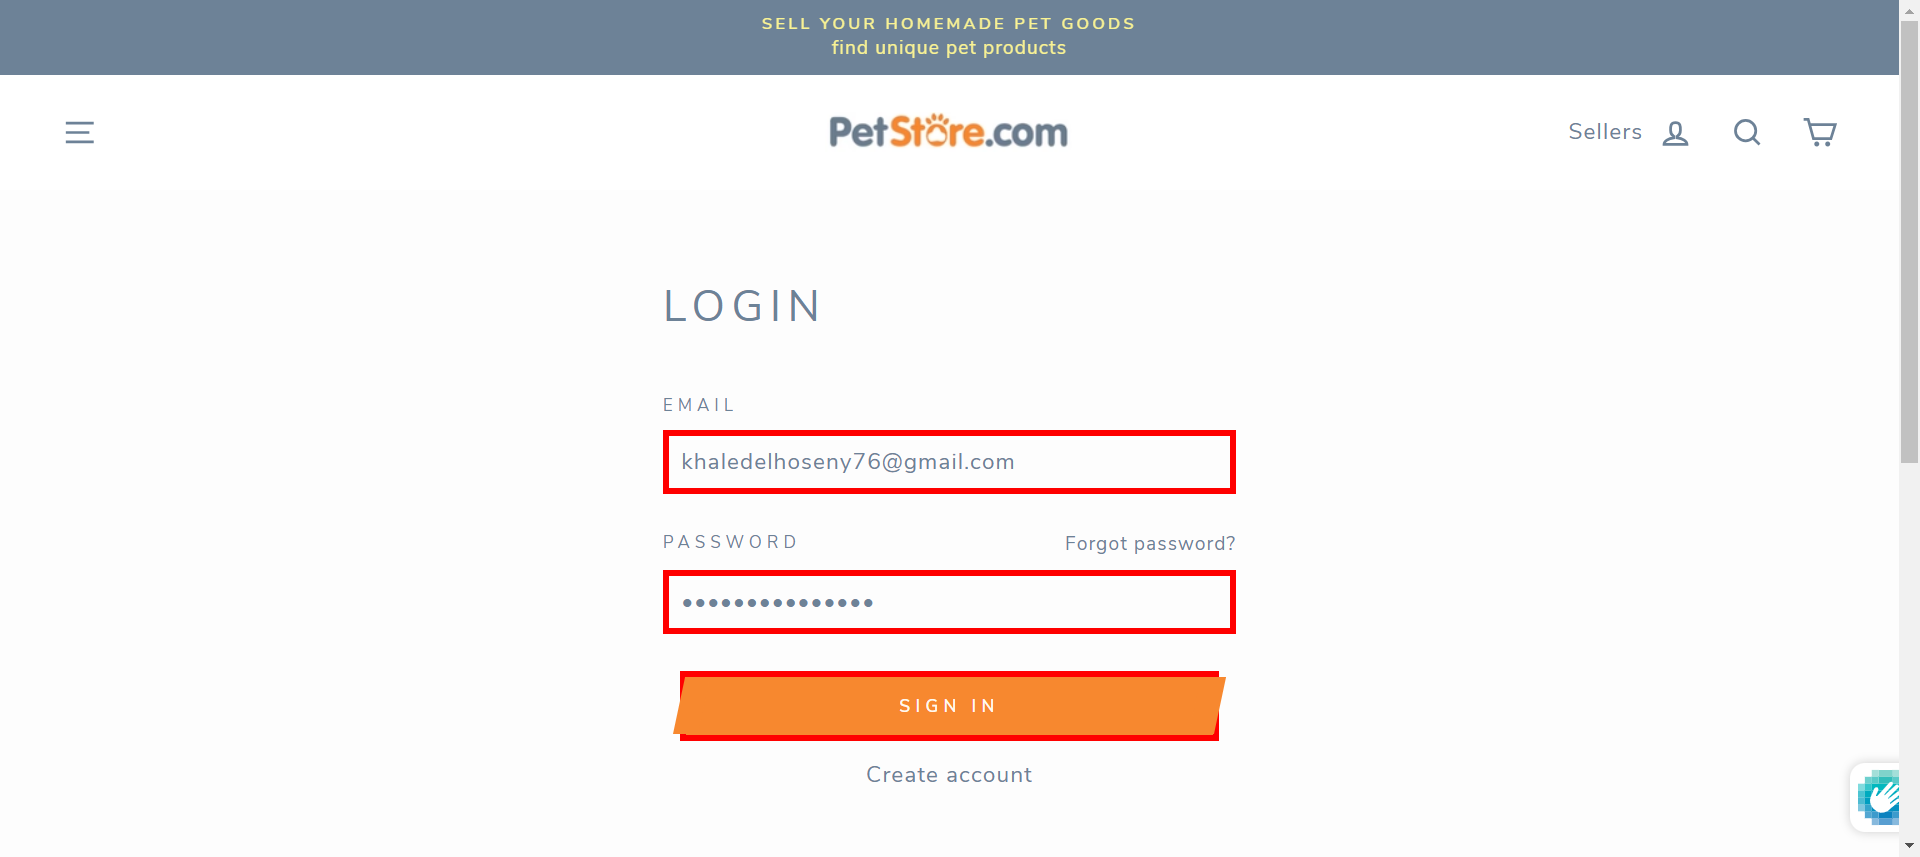 SELL YOUR HOMEMADE PET GOODS
find unique pet products
PetStore.com
Sellers
LOGIN
EMAIL
khaledelhoseny76@gmail.com
PASSWORD
Forgot password?
•••••••••••••••
SIGN IN
Create account